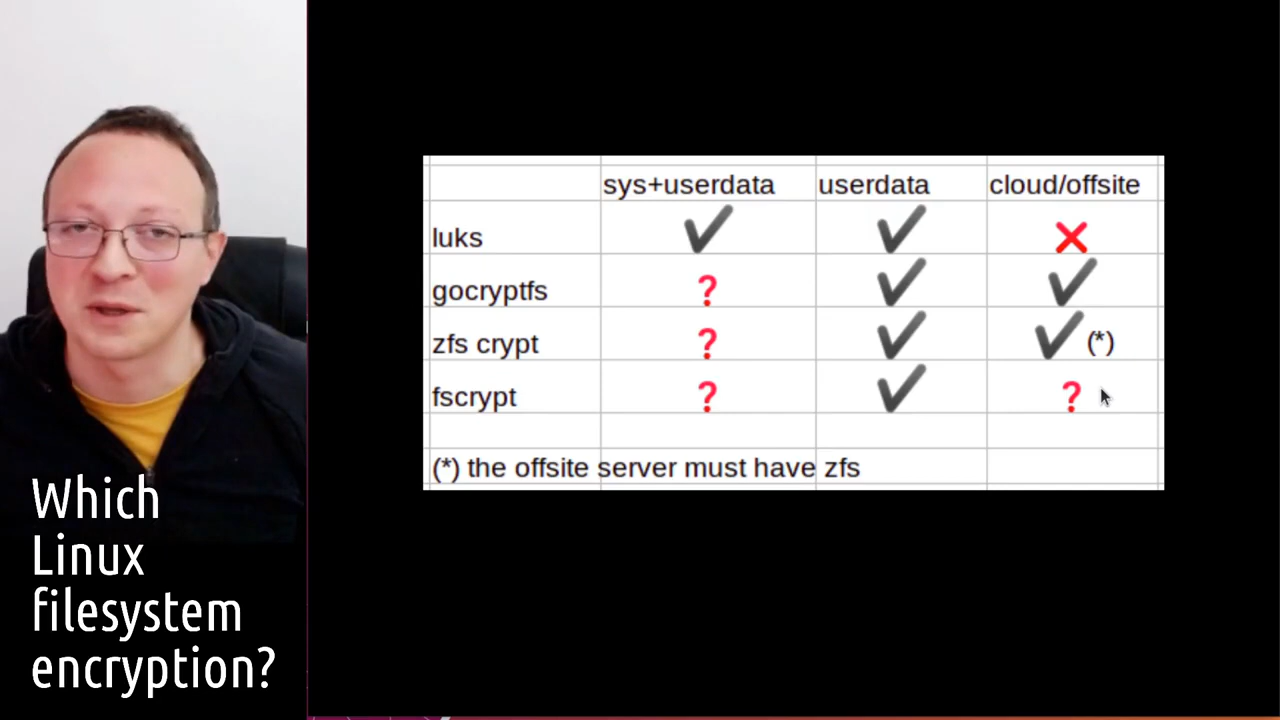 sys+userdata userdata cloud/offsite
luks ✔ ✔ ❌
gocryptfs ❓ ✔ ✔
zfs crypt ❓ ✔ ✔ (*)
fscrypt ❓ ✔ ❓
(*) the offsite server must have zfs
Which
Linux
filesystem
encryption?